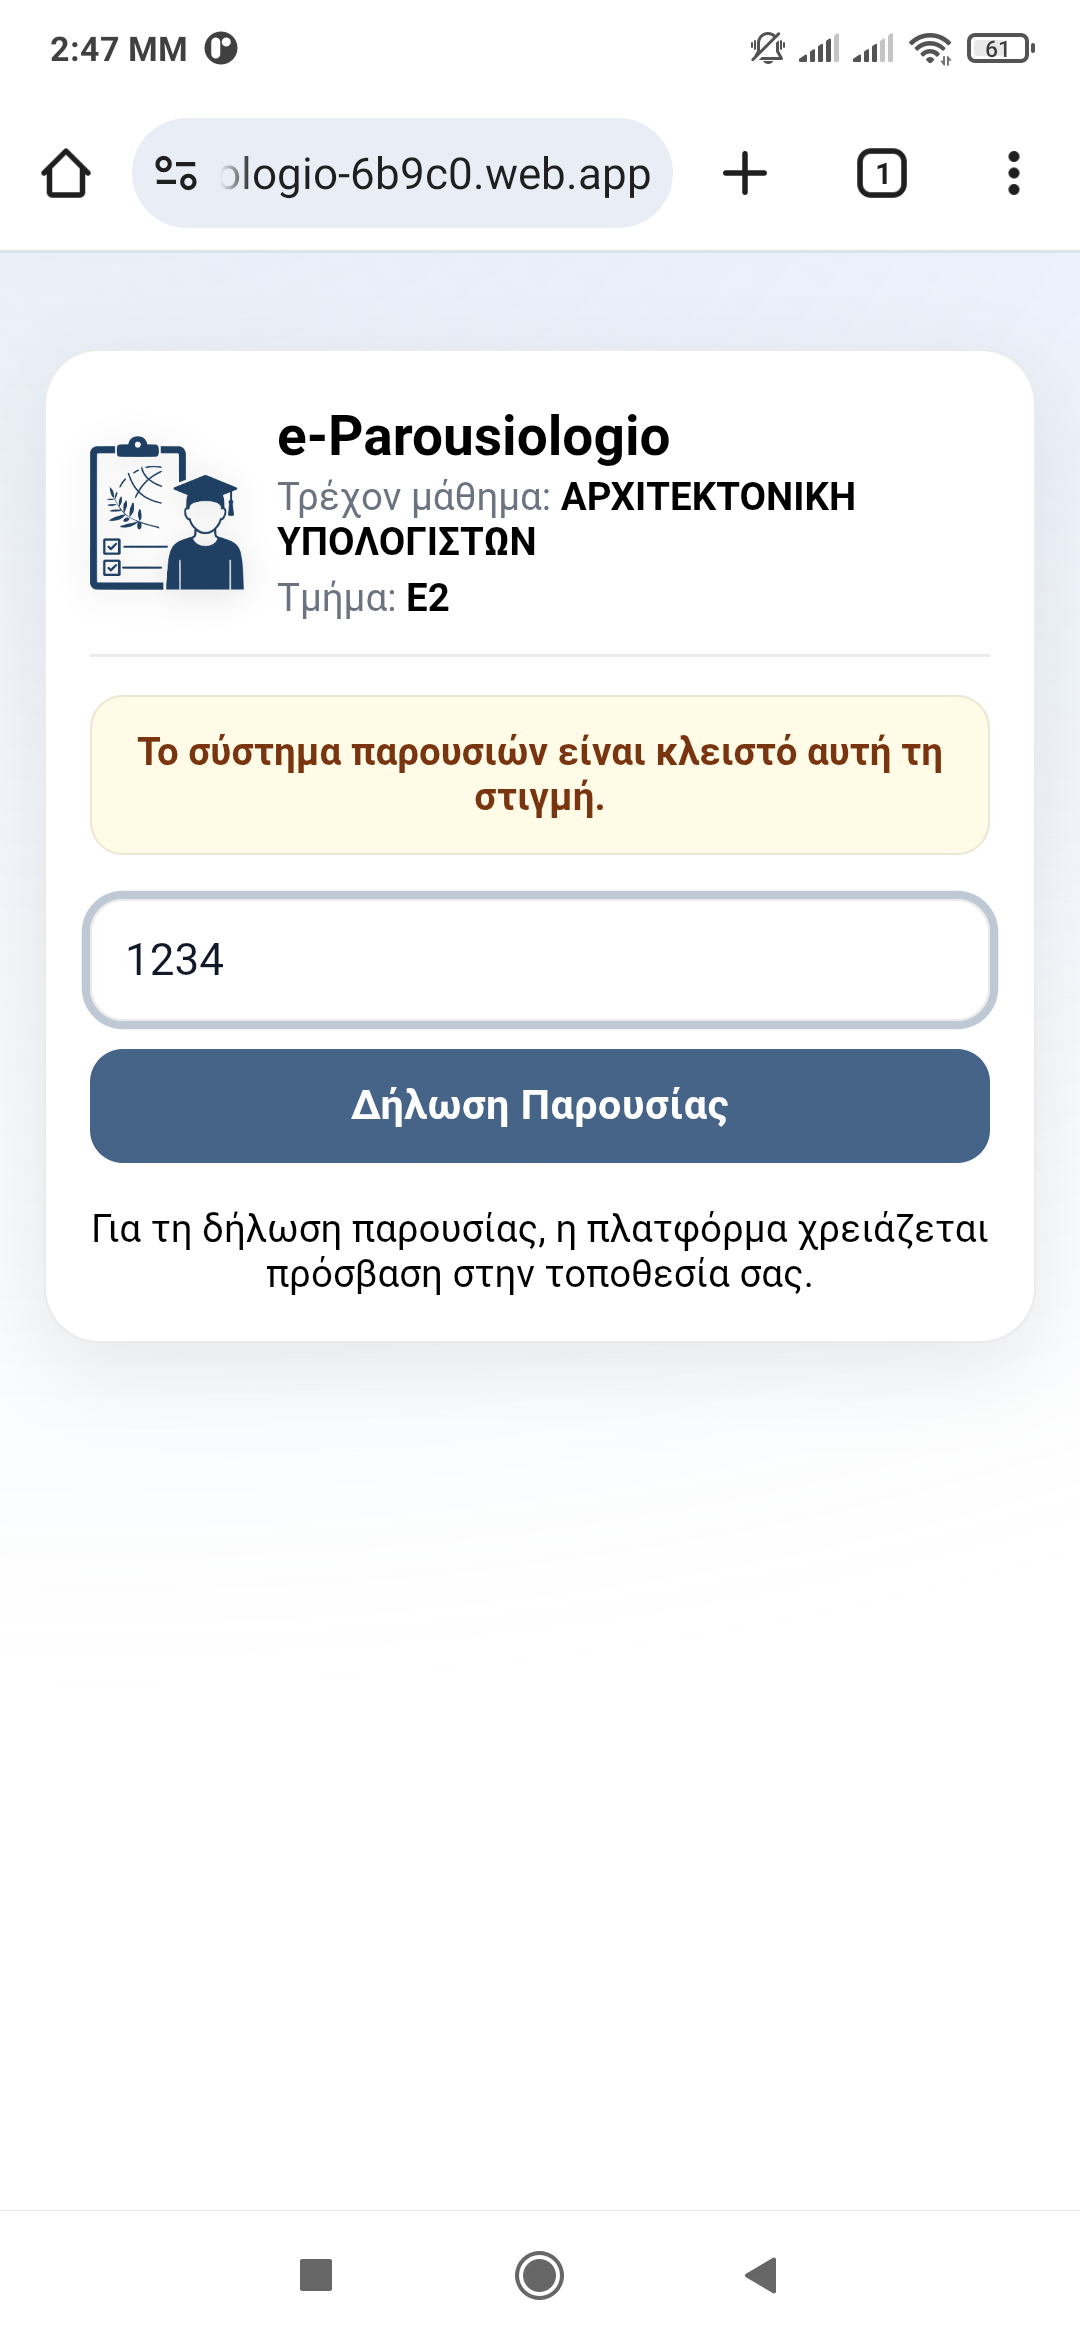 2:47 ΜΜ
61
ologio-6b9c0.web.app
1
e-Parousiologio
Τρέχον μάθημα: ΑΡΧΙΤΕΚΤΟΝΙΚΗ
ΥΠΟΛΟΓΙΣΤΩΝ
Τμήμα: Ε2
Το σύστημα παρουσιών είναι κλειστό αυτή τη
στιγμή.
1234
Δήλωση Παρουσίας
Για τη δήλωση παρουσίας, η πλατφόρμα χρειάζεται
πρόσβαση στην τοποθεσία σας.